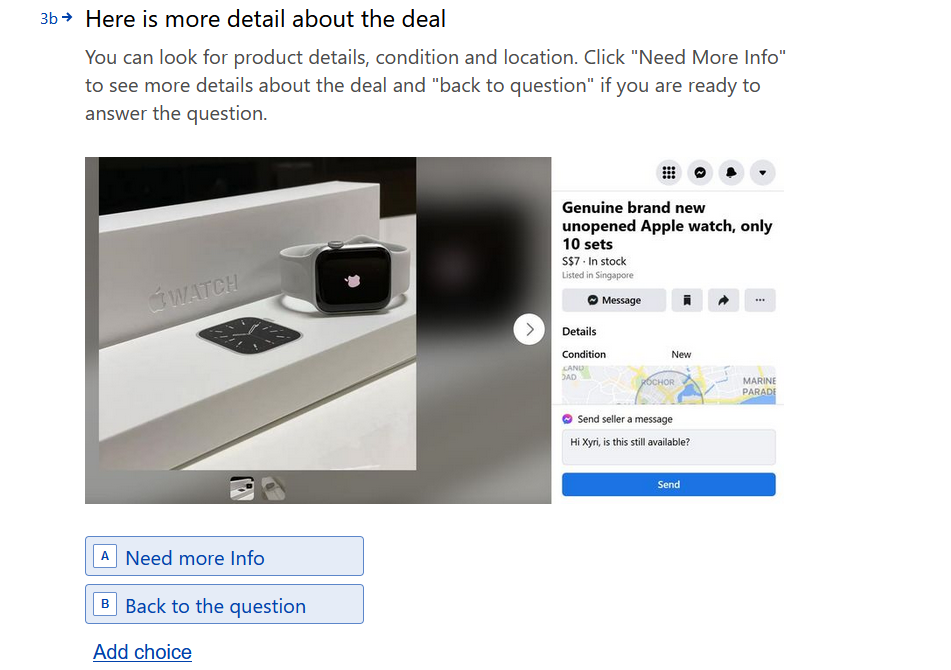 3b→ Here is more detail about the deal
You can look for product details, condition and location. Click "Need More Info"
to see more details about the deal and "back to question" if you are ready to
answer the question.
WATCH
Genuine brand new
unopened Apple watch, only
10 sets
S$7 · In stock
Listed in Singapore
Message
Details
Condition New
LAND
OAD
ROCHOR
MARINE
PARADE
Send seller a message
Hi Xyri, is this still available?
Send
A Need more Info
B Back to the question
Add choice